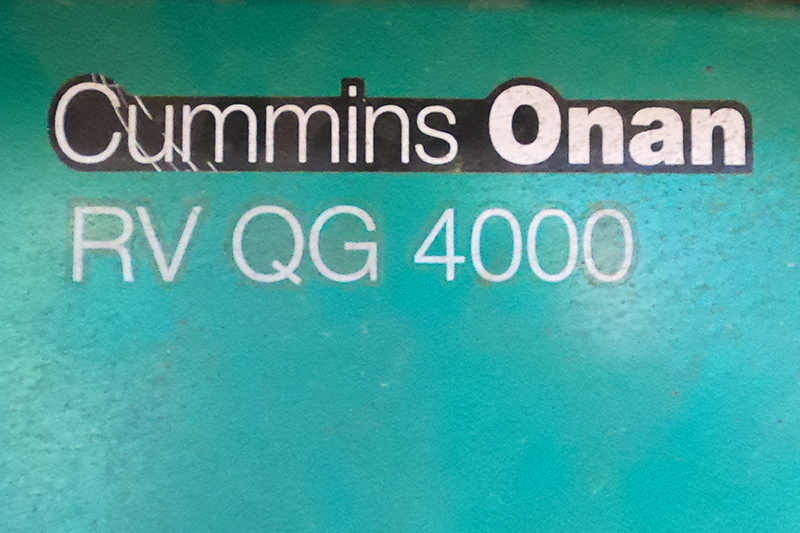 Cummins Onan
RV QG 4000